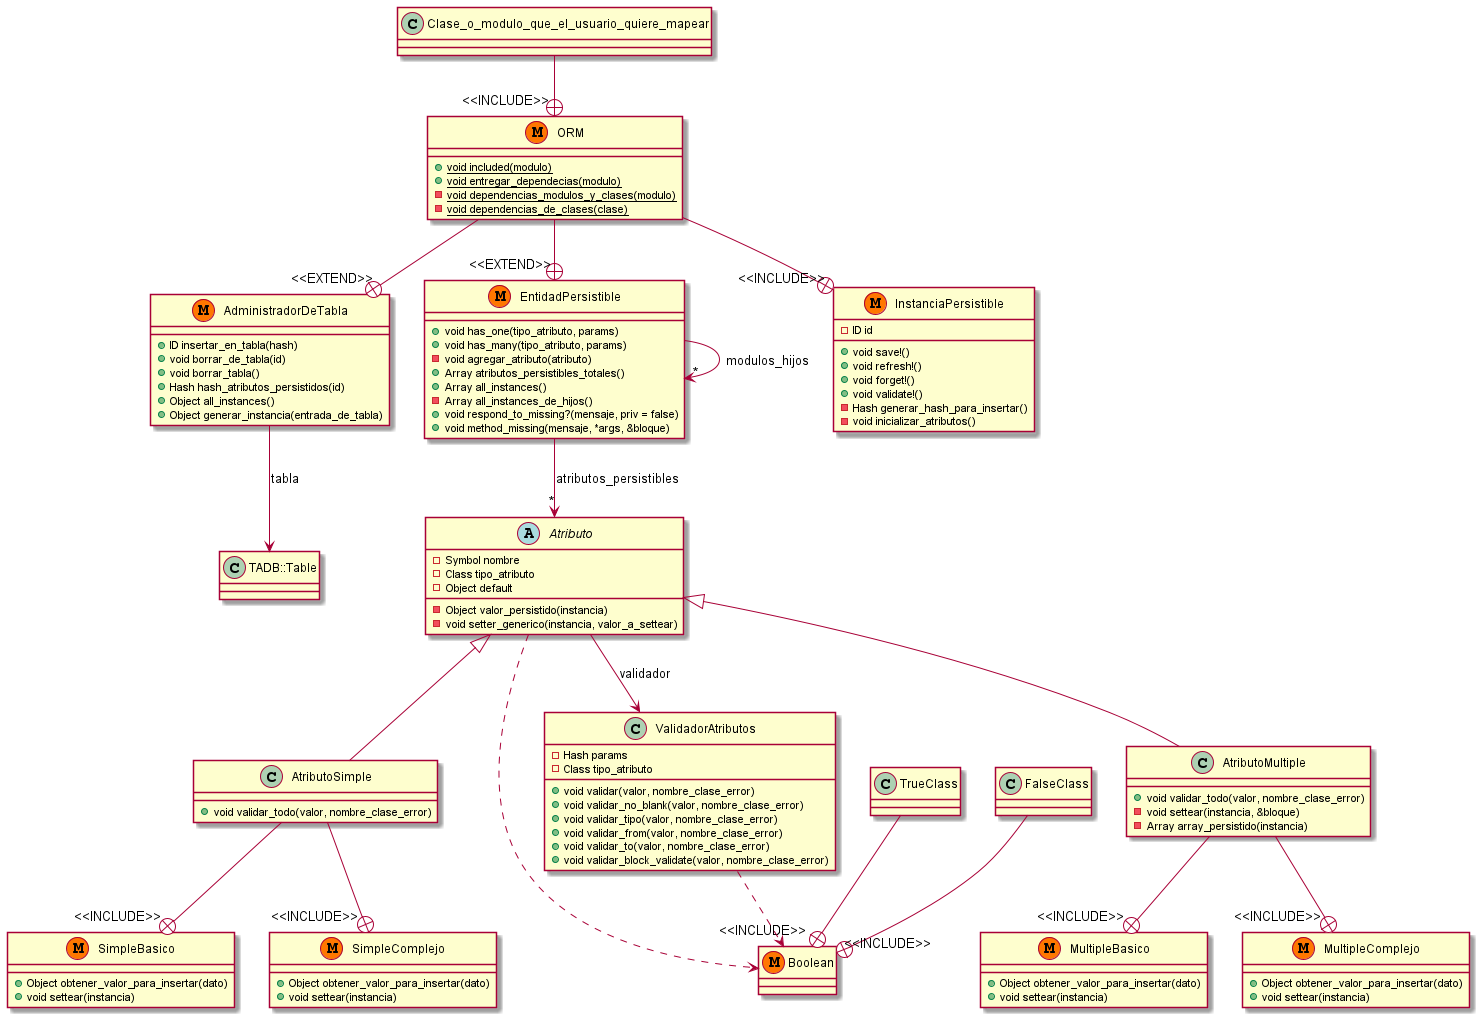 C Clase_o_modulo_que_el_usuario_quiere_mapear
<<INCLUDE>>
M ORM
void included(modulo)
void entregar_dependecias(modulo)
void dependencias_modulos_y_clases(modulo)
void dependencias_de_clases(clase)
<<EXTEND>>
<<EXTEND>>
<<INCLUDE>>
M AdministradorDeTabla
ID insertar_en_tabla(hash)
void borrar_de_tabla(id)
void borrar_tabla()
Hash hash_atributos_persistidos(id)
Object all_instances()
Object generar_instancia(entrada_de_tabla)
M EntidadPersistible
void has_one(tipo_atributo, params)
void has_many(tipo_atributo, params)
void agregar_atributo(atributo)
Array atributos_persistibles_totales()
Array all_instances()
Array all_instances_de_hijos()
void respond_to_missing?(mensaje, priv = false)
void method_missing(mensaje, *args, &bloque)
modulos_hijos
*
M InstanciaPersistible
ID id
void save!()
void refresh!()
void forget!()
void validate!()
Hash generar_hash_para_insertar()
void inicializar_atributos()
tabla
atributos_persistibles
*
C TADB::Table
A Atributo
Symbol nombre
Class tipo_atributo
Object default
Object valor_persistido(instancia)
void setter_generico(instancia, valor_a_settear)
validador
C AtributoSimple
void validar_todo(valor, nombre_clase_error)
C ValidadorAtributos
Hash params
Class tipo_atributo
void validar(valor, nombre_clase_error)
void validar_no_blank(valor, nombre_clase_error)
void validar_tipo(valor, nombre_clase_error)
void validar_from(valor, nombre_clase_error)
void validar_to(valor, nombre_clase_error)
void validar_block_validate(valor, nombre_clase_error)
C TrueClass
C FalseClass
C AtributoMultiple
void validar_todo(valor, nombre_clase_error)
void settear(instancia, &bloque)
Array array_persistido(instancia)
<<INCLUDE>>
<<INCLUDE>>
<<INCLUDE>>
<<INCLUDE>>
<<INCLUDE>>
<<INCLUDE>>
M SimpleBasico
Object obtener_valor_para_insertar(dato)
void settear(instancia)
M SimpleComplejo
Object obtener_valor_para_insertar(dato)
void settear(instancia)
M Boolean
M MultipleBasico
Object obtener_valor_para_insertar(dato)
void settear(instancia)
M MultipleComplejo
Object obtener_valor_para_insertar(dato)
void settear(instancia)